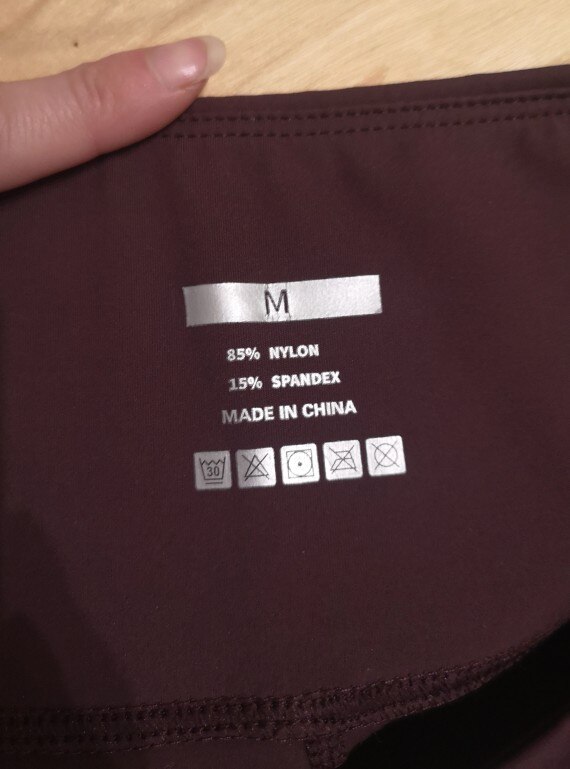 M
85% NYLON
15% SPANDEX
MADE IN CHINA
30